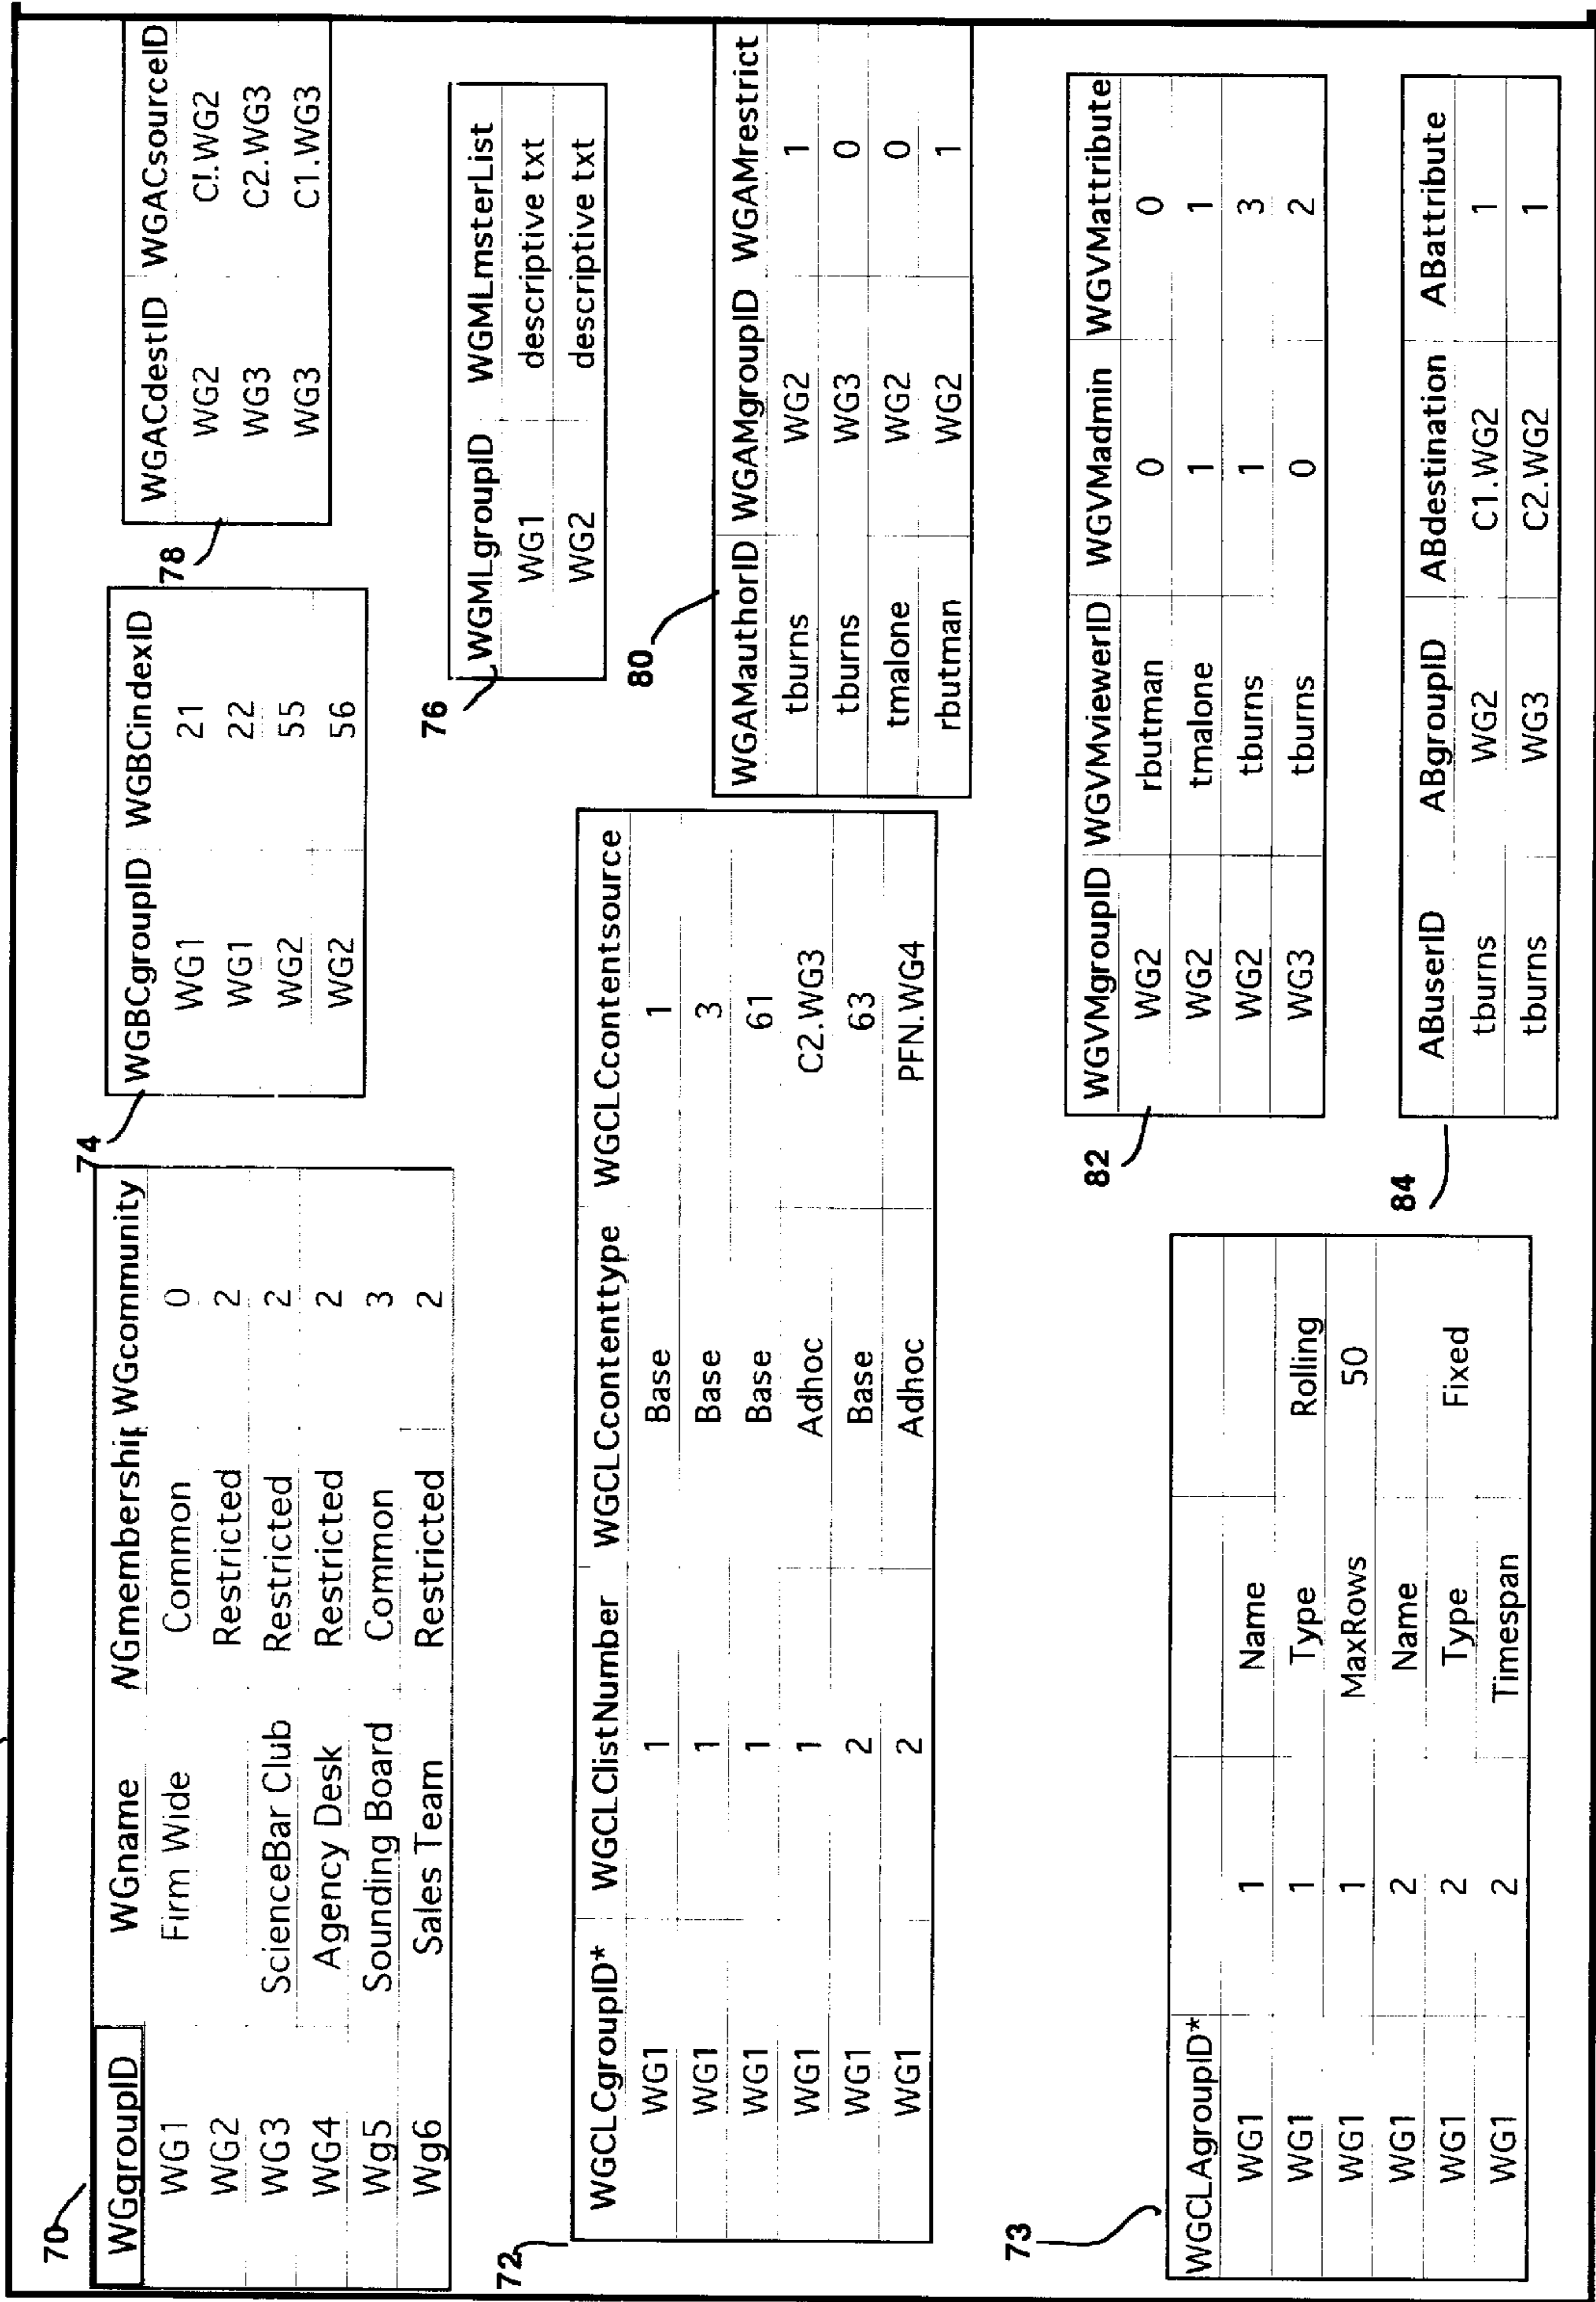 70
WGgroupID WGname NGmembership WGcommunity
WG1 Firm Wide Common 0
WG2 Restricted 2
WG3 ScienceBar Club Restricted 2
WG4 Agency Desk Restricted 2
Wg5 Sounding Board Common 3
Wg6 Sales Team Restricted 2
74
WGBCgroupID WGBCindexID
WG1 21
WG1 22
WG2 55
WG2 56
78
WGACdestID WGACsourceID
WG2 C!.WG2
WG3 C2.WG3
WG3 C1.WG3
76
WGMLgroupID WGMLmsterList
WG1 descriptive txt
WG2 descriptive txt
72
WGCLCgroupID* WGCLClistNumber WGCLCcontenttype WGCLCcontentsource
WG1 1 Base 1
WG1 1 Base 3
WG1 1 Base 61
WG1 1 Adhoc C2.WG3
WG1 2 Base 63
WG1 2 Adhoc PFN.WG4
80
WGAMauthorID WGAMgroupID WGAMrestrict
tburns WG2 1
tburns WG3 0
tmalone WG2 0
rbutman WG2 1
73
WGCLAgroupID*
WG1 1 Name
WG1 1 Type Rolling
WG1 1 MaxRows 50
WG1 2 Name
WG1 2 Type Fixed
WG1 2 Timespan
82
WGVMgroupID WGVMviewerID WGVMadmin WGVMattribute
WG2 rbutman 0 0
WG2 tmalone 1 1
WG2 tburns 1 3
WG3 tburns 0 2
84
ABuserID ABgroupID ABdestination ABattribute
tburns WG2 C1.WG2 1
tburns WG3 C2.WG2 1